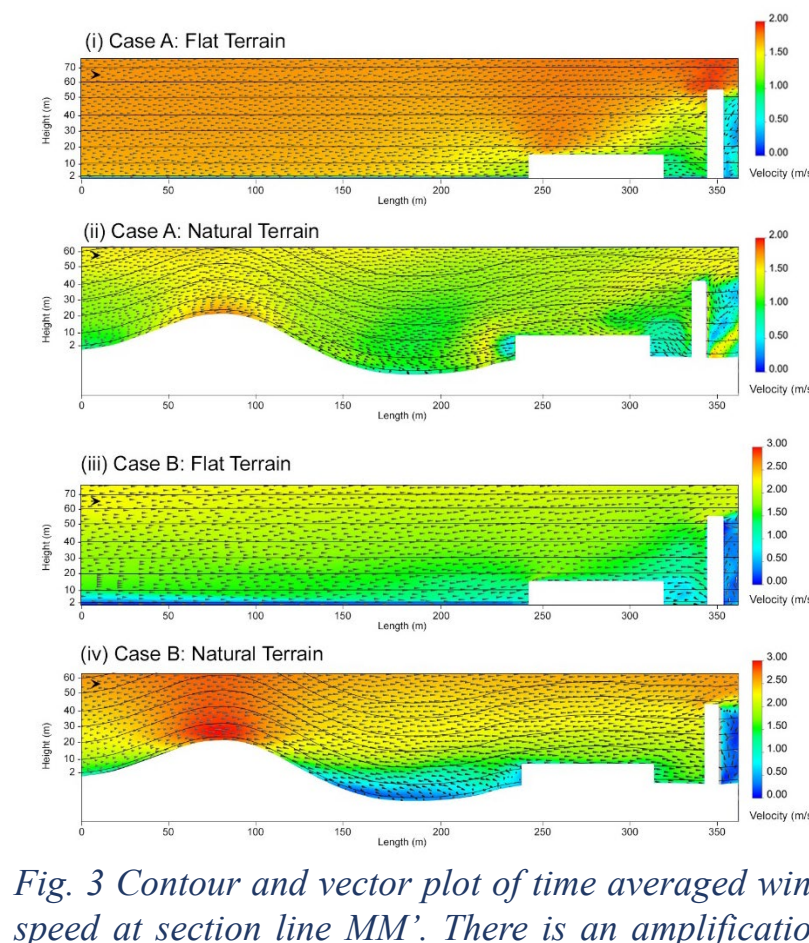 (i) Case A: Flat Terrain
2.00
1.50
1.00
0.50
0.00
Velocity (m/s
Height (m)
70
60
50
40
30
20
10
2
0 50 100 150 200 250 300 350
Length (m)
(ii) Case A: Natural Terrain
2.00
1.50
1.00
0.50
0.00
Velocity (m/s
Height (m)
60
50
40
30
20
10
2
0 50 100 150 200 250 300 350
Length (m)
(iii) Case B: Flat Terrain
3.00
2.50
2.00
1.50
1.00
0.50
0.00
Velocity (m/s
Height (m)
70
60
50
40
30
20
10
2
0 50 100 150 200 250 300 350
Length (m)
(iv) Case B: Natural Terrain
3.00
2.50
2.00
1.50
1.00
0.50
0.00
Velocity (m/s
Height (m)
60
50
40
30
20
10
2
0 50 100 150 200 250 300 350
Length (m)
Fig. 3 Contour and vector plot of time averaged win
speed at section line MM’. There is an amplificatio